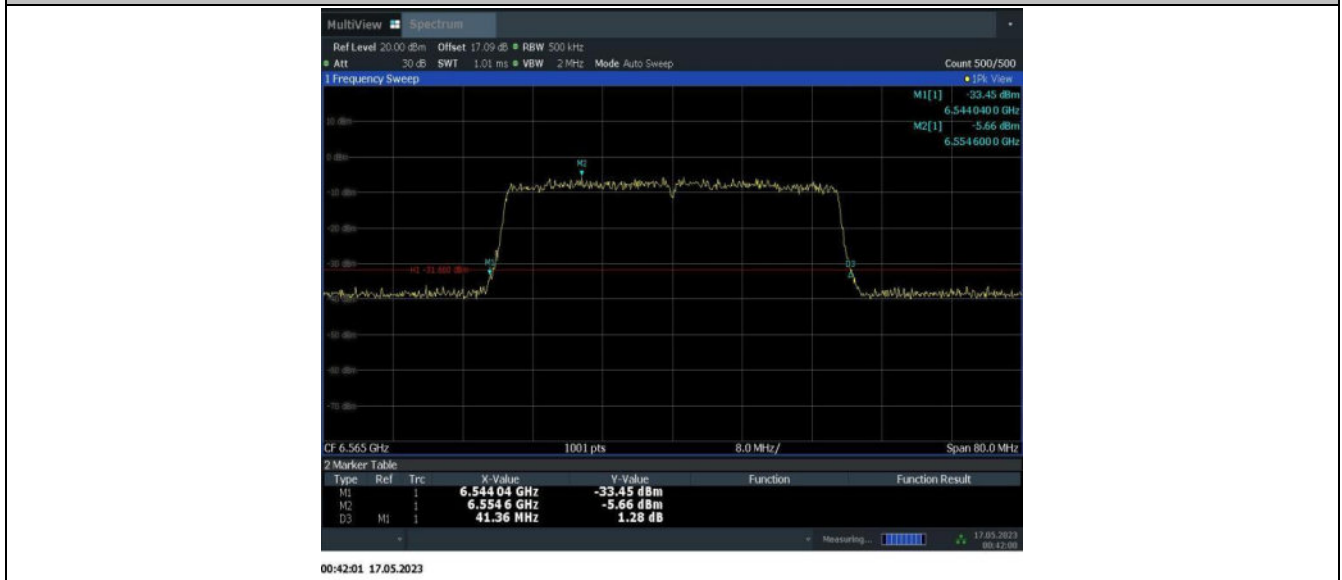 MultiView Spectrum
Ref Level 20.00 dBm Offset 17.09 dB RBW 500 kHz
Att 30 dB SWT 1.01 ms VBW 2 MHz Mode Auto Sweep Count 500/500
1 Frequency Sweep 1Pk View
M1[1] -33.45 dBm
6.5440400 GHz
10 dBm
M2[1] -5.66 dBm
6.5546000 GHz
0 dBm
M2
-10 dBm
-20 dBm
-30 dBm
M1
D3
H1 -31.660 dBm
-40 dBm
-50 dBm
-60 dBm
-70 dBm
CF 6.565 GHz 1001 pts 8.0 MHz/ Span 80.0 MHz
2 Marker Table
Type Ref Trc X-Value Y-Value Function Function Result
M1 1 6.544 04 GHz -33.45 dBm
M2 1 6.554 6 GHz -5.66 dBm
D3 M1 1 41.36 MHz 1.28 dB
Measuring... 17.05.2023
00:42:00
00:42:01 17.05.2023